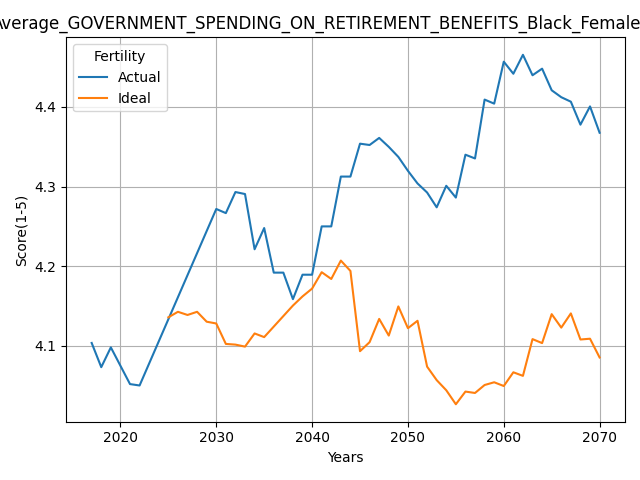 Average_GOVERNMENT_SPENDING_ON_RETIREMENT_BENEFITS_Black_Female
Fertility
Actual
Ideal
4.4
4.3
4.2
4.1
Score(1-5)
2020 2030 2040 2050 2060 2070
Years